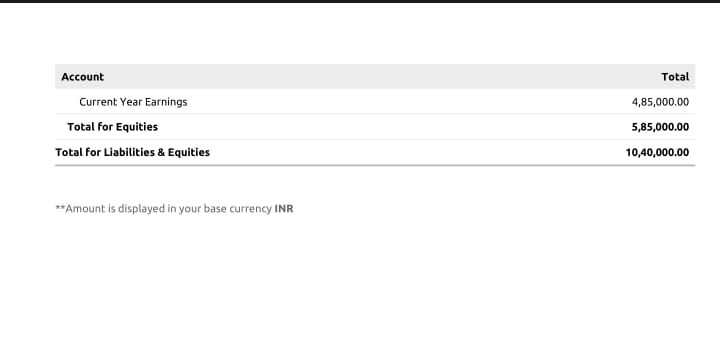 Account Total
Current Year Earnings 4,85,000.00
Total for Equities 5,85,000.00
Total for Liabilities & Equities 10,40,000.00
**Amount is displayed in your base currency INR